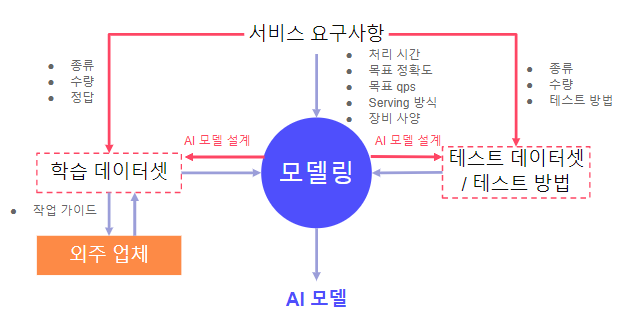 서비스 요구사항
종류
수량
정답
처리 시간
목표 정확도
목표 qps
Serving 방식
장비 사양
종류
수량
테스트 방법
AI 모델 설계
AI 모델 설계
학습 데이터셋
모델링
테스트 데이터셋
/ 테스트 방법
작업 가이드
외주 업체
AI 모델